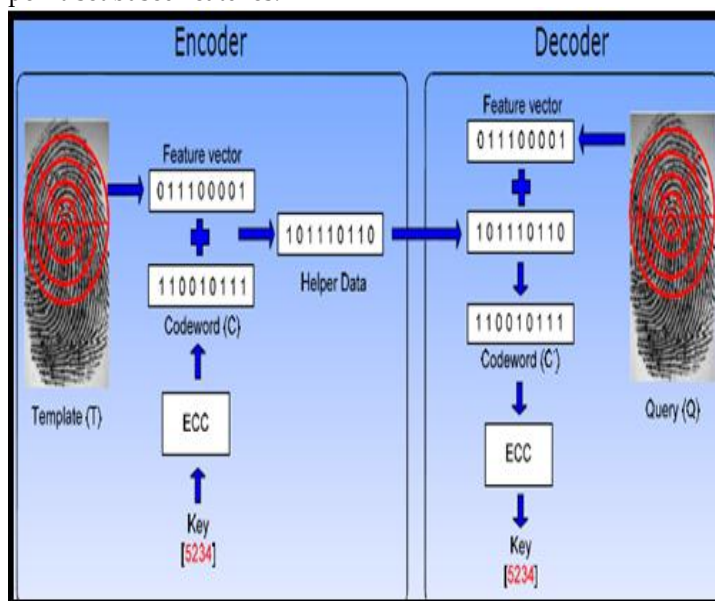 Encoder
Decoder
Feature vector
011100001
110010111
Codeword (C)
ECC
Key
[5234]
Template (T)
101110110
Helper Data
Feature vector
011100001
101110110
110010111
Codeword (C')
ECC
Key
[5234]
Query (Q)